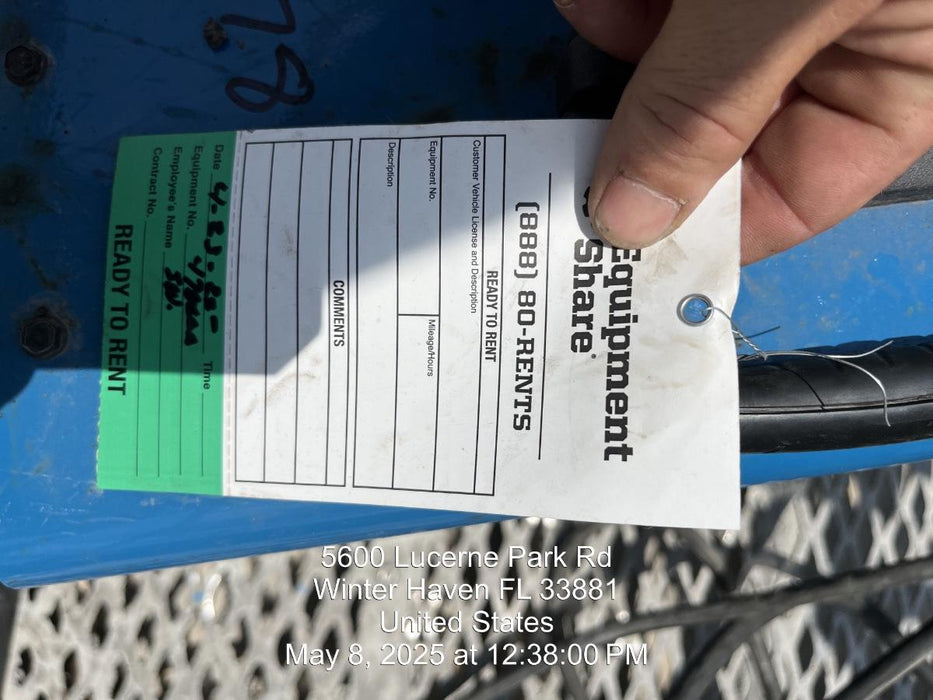 78
Equipment
Share
(888) 80-RENTS
READY TO RENT
Customer Vehicle License and Description
Equipment No.
Mileage/Hours
Description
COMMENTS
Date Time
Equipment No.
Employee's Name
Contract No.
READY TO RENT
5600 Lucerne Park Rd
Winter Haven FL 33881
United States
May 8, 2025 at 12:38:00 PM